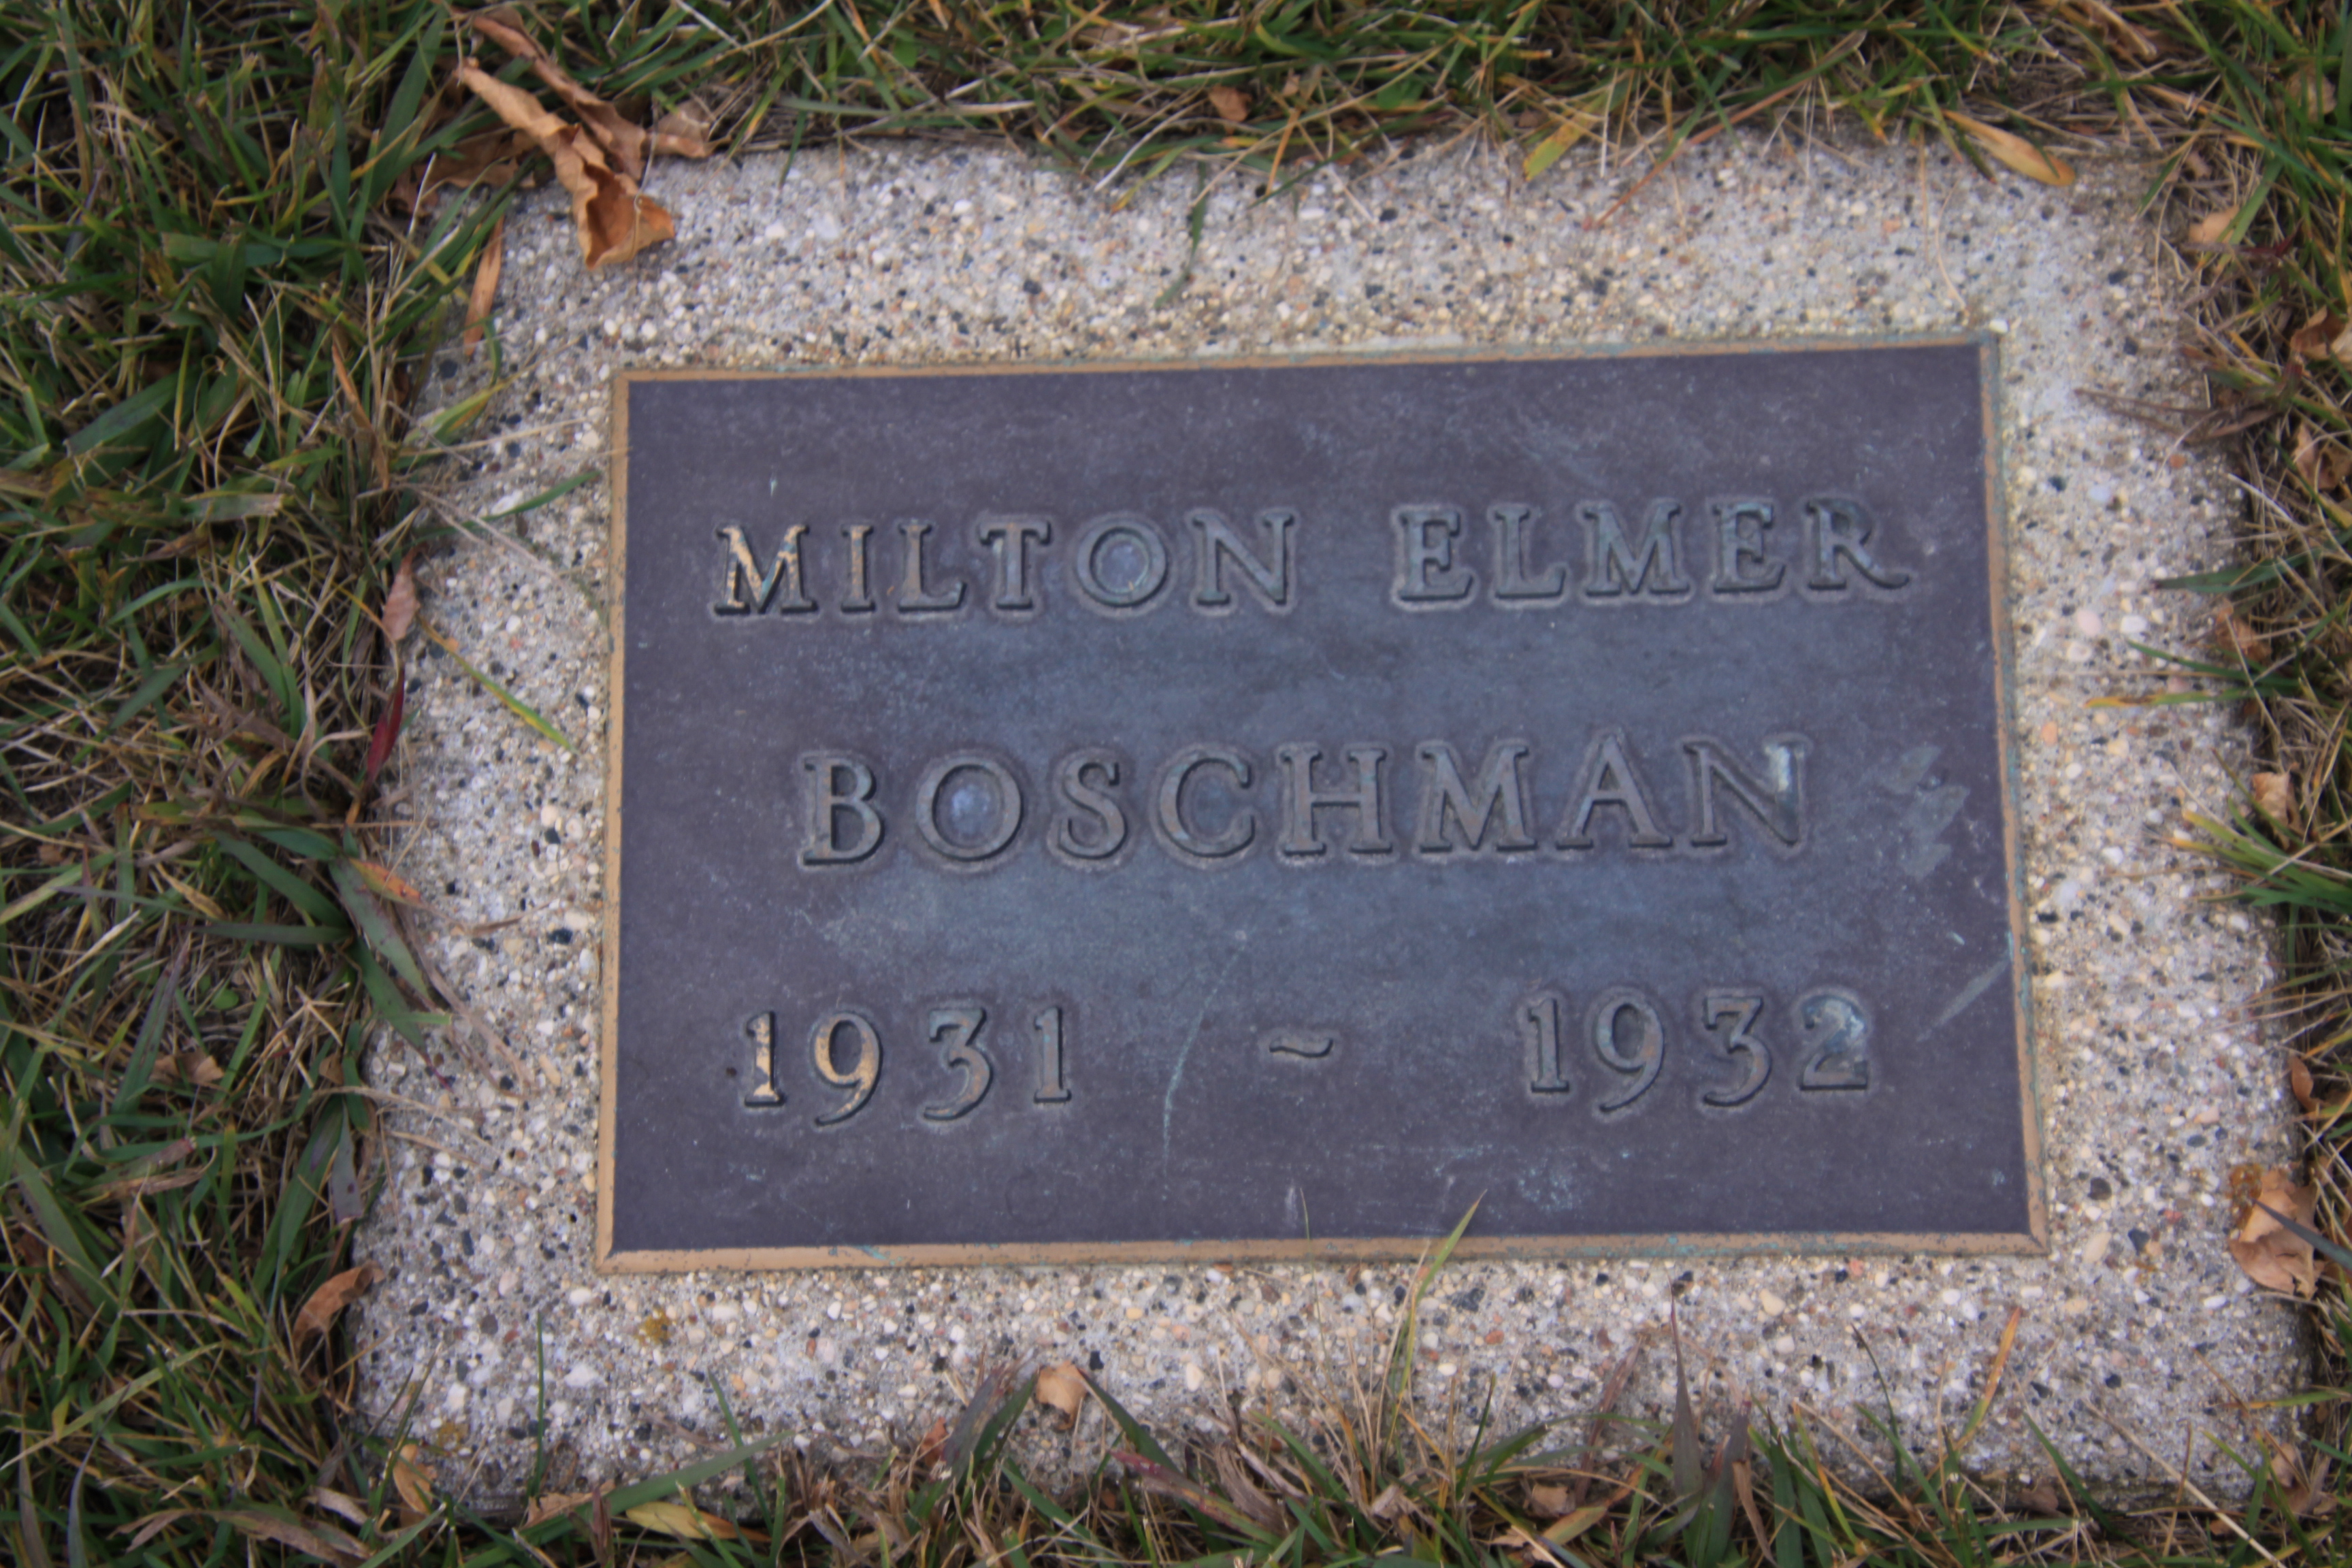 MILTON ELMER
BOSCHMAN
1931 ~ 1932